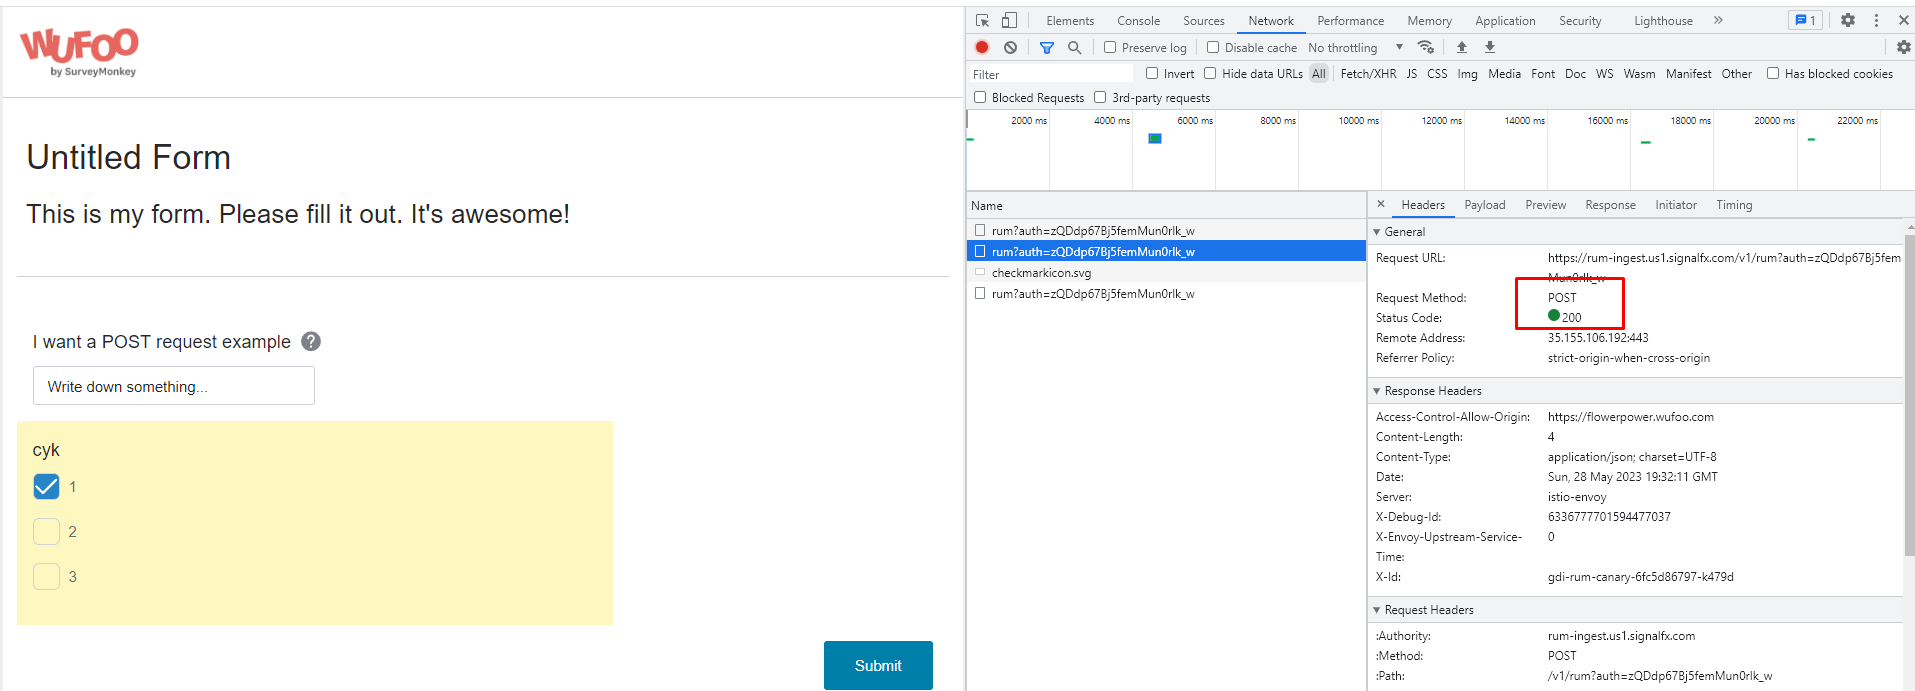 WUFOO
by SurveyMonkey
Untitled Form
This is my form. Please fill it out. It's awesome!
I want a POST request example ?
Write down something...
cyk
1
2
3
Submit
Elements Console Sources Network Performance Memory Application Security Lighthouse » 1
Preserve log Disable cache No throttling
Filter Invert Hide data URLs All Fetch/XHR JS CSS Img Media Font Doc WS Wasm Manifest Other Has blocked cookies
Blocked Requests 3rd-party requests
2000 ms 4000 ms 6000 ms 8000 ms 10000 ms 12000 ms 14000 ms 16000 ms 18000 ms 20000 ms 22000 ms
Name
rum?auth=zQDdp67Bj5femMun0rlk_w
rum?auth=zQDdp67Bj5femMun0rlk_w
checkmarkicon.svg
rum?auth=zQDdp67Bj5femMun0rlk_w
Headers Payload Preview Response Initiator Timing
General
Request URL: https://rum-ingest.us1.signalfx.com/v1/rum?auth=zQDdp67Bj5fem
Mun0rlk_w
Request Method: POST
Status Code: 200
Remote Address: 35.155.106.192:443
Referrer Policy: strict-origin-when-cross-origin
Response Headers
Access-Control-Allow-Origin: https://flowerpower.wufoo.com
Content-Length: 4
Content-Type: application/json; charset=UTF-8
Date: Sun, 28 May 2023 19:32:11 GMT
Server: istio-envoy
X-Debug-Id: 6336777701594477037
X-Envoy-Upstream-Service- 0
Time:
X-Id: gdi-rum-canary-6fc5d86797-k479d
Request Headers
:Authority: rum-ingest.us1.signalfx.com
:Method: POST
:Path: /v1/rum?auth=zQDdp67Bj5femMun0rlk_w